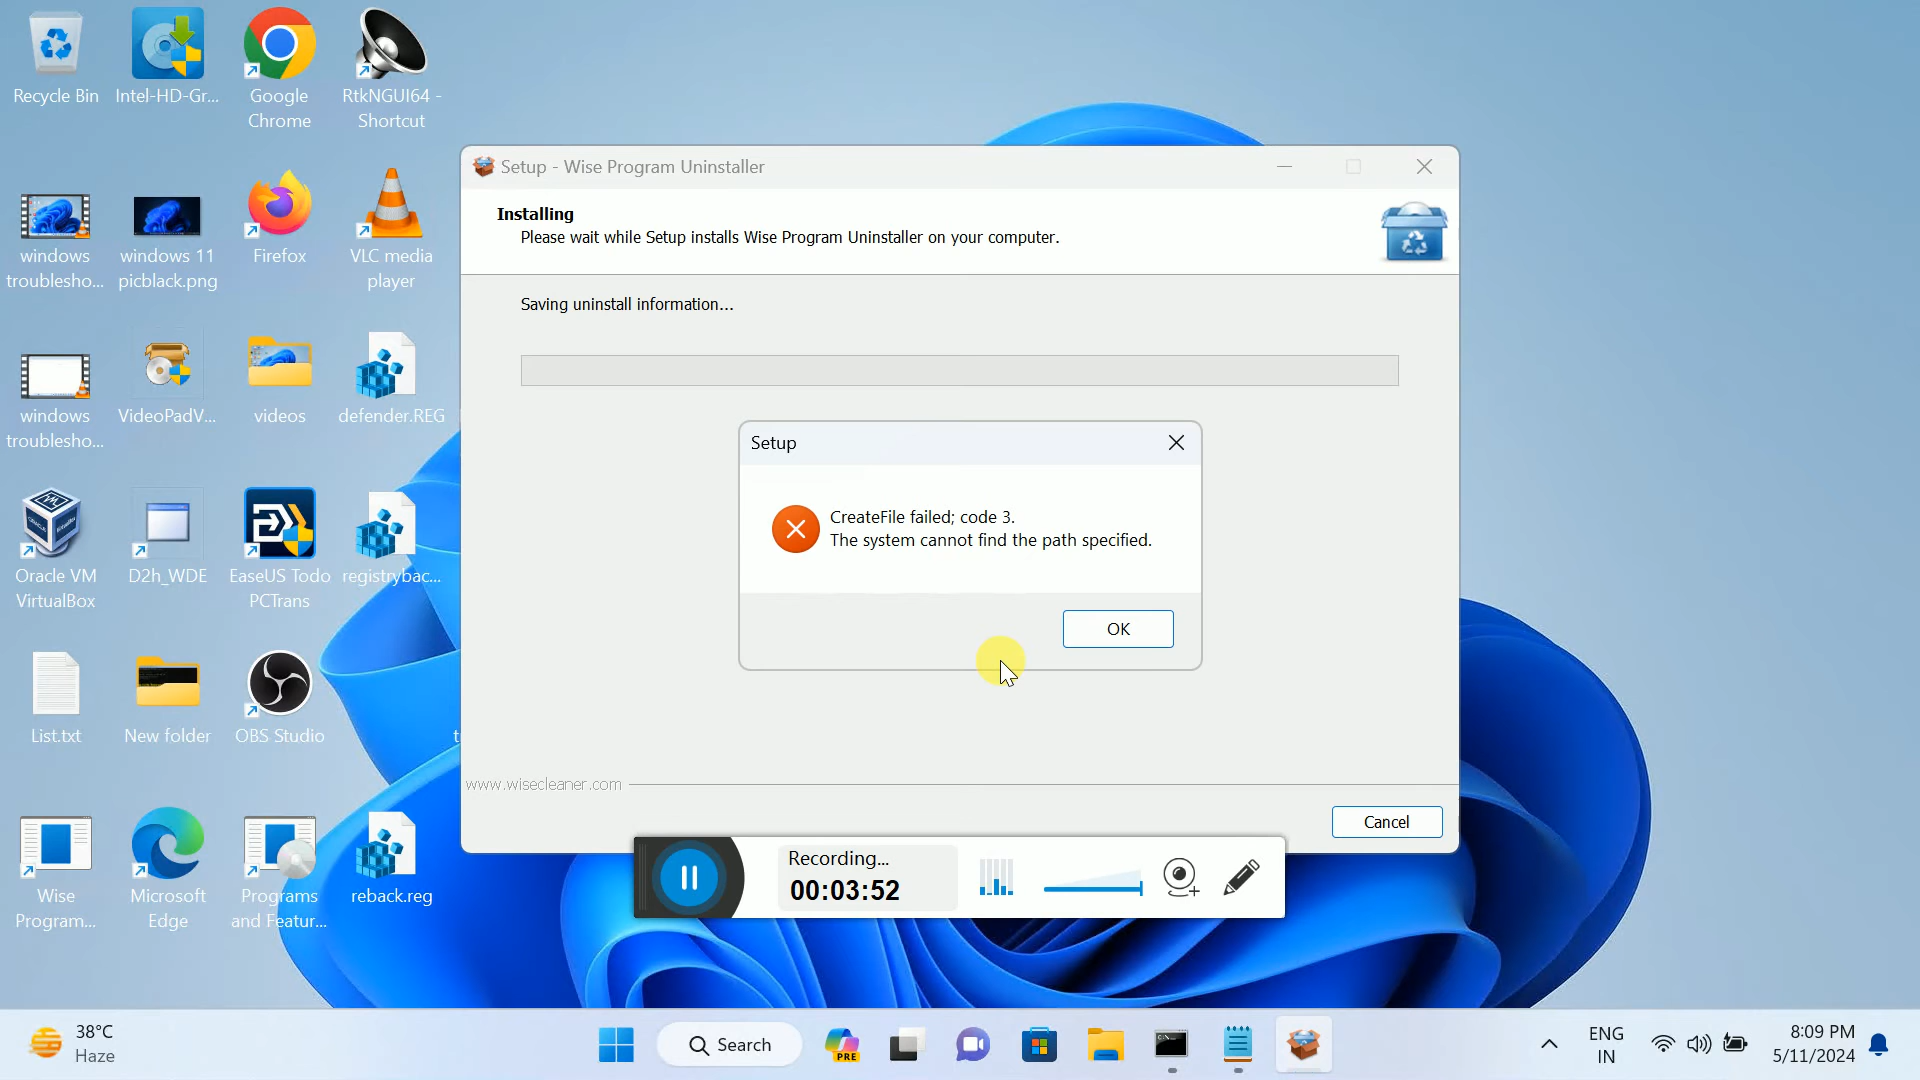 Recycle Bin
Intel-HD-Gr...
Google
Chrome
RtkNGUI64 -
Shortcut
windows
troublesho...
windows 11
picblack.png
Firefox
VLC media
player
windows
troublesho...
VideoPadV...
videos
defender.REG
Oracle VM
VirtualBox
D2h_WDE
EaseUS Todo
PCTrans
registrybac...
List.txt
New folder
OBS Studio
Wise
Program...
Microsoft
Edge
Programs
and Featur...
reback.reg
Setup - Wise Program Uninstaller
Installing
Please wait while Setup installs Wise Program Uninstaller on your computer.
Saving uninstall information...
Setup
CreateFile failed; code 3.
The system cannot find the path specified.
OK
www.wisecleaner.com
Cancel
Recording...
00:03:52
38°C
Haze
Search
PRE
ENG
IN
8:09 PM
5/11/2024